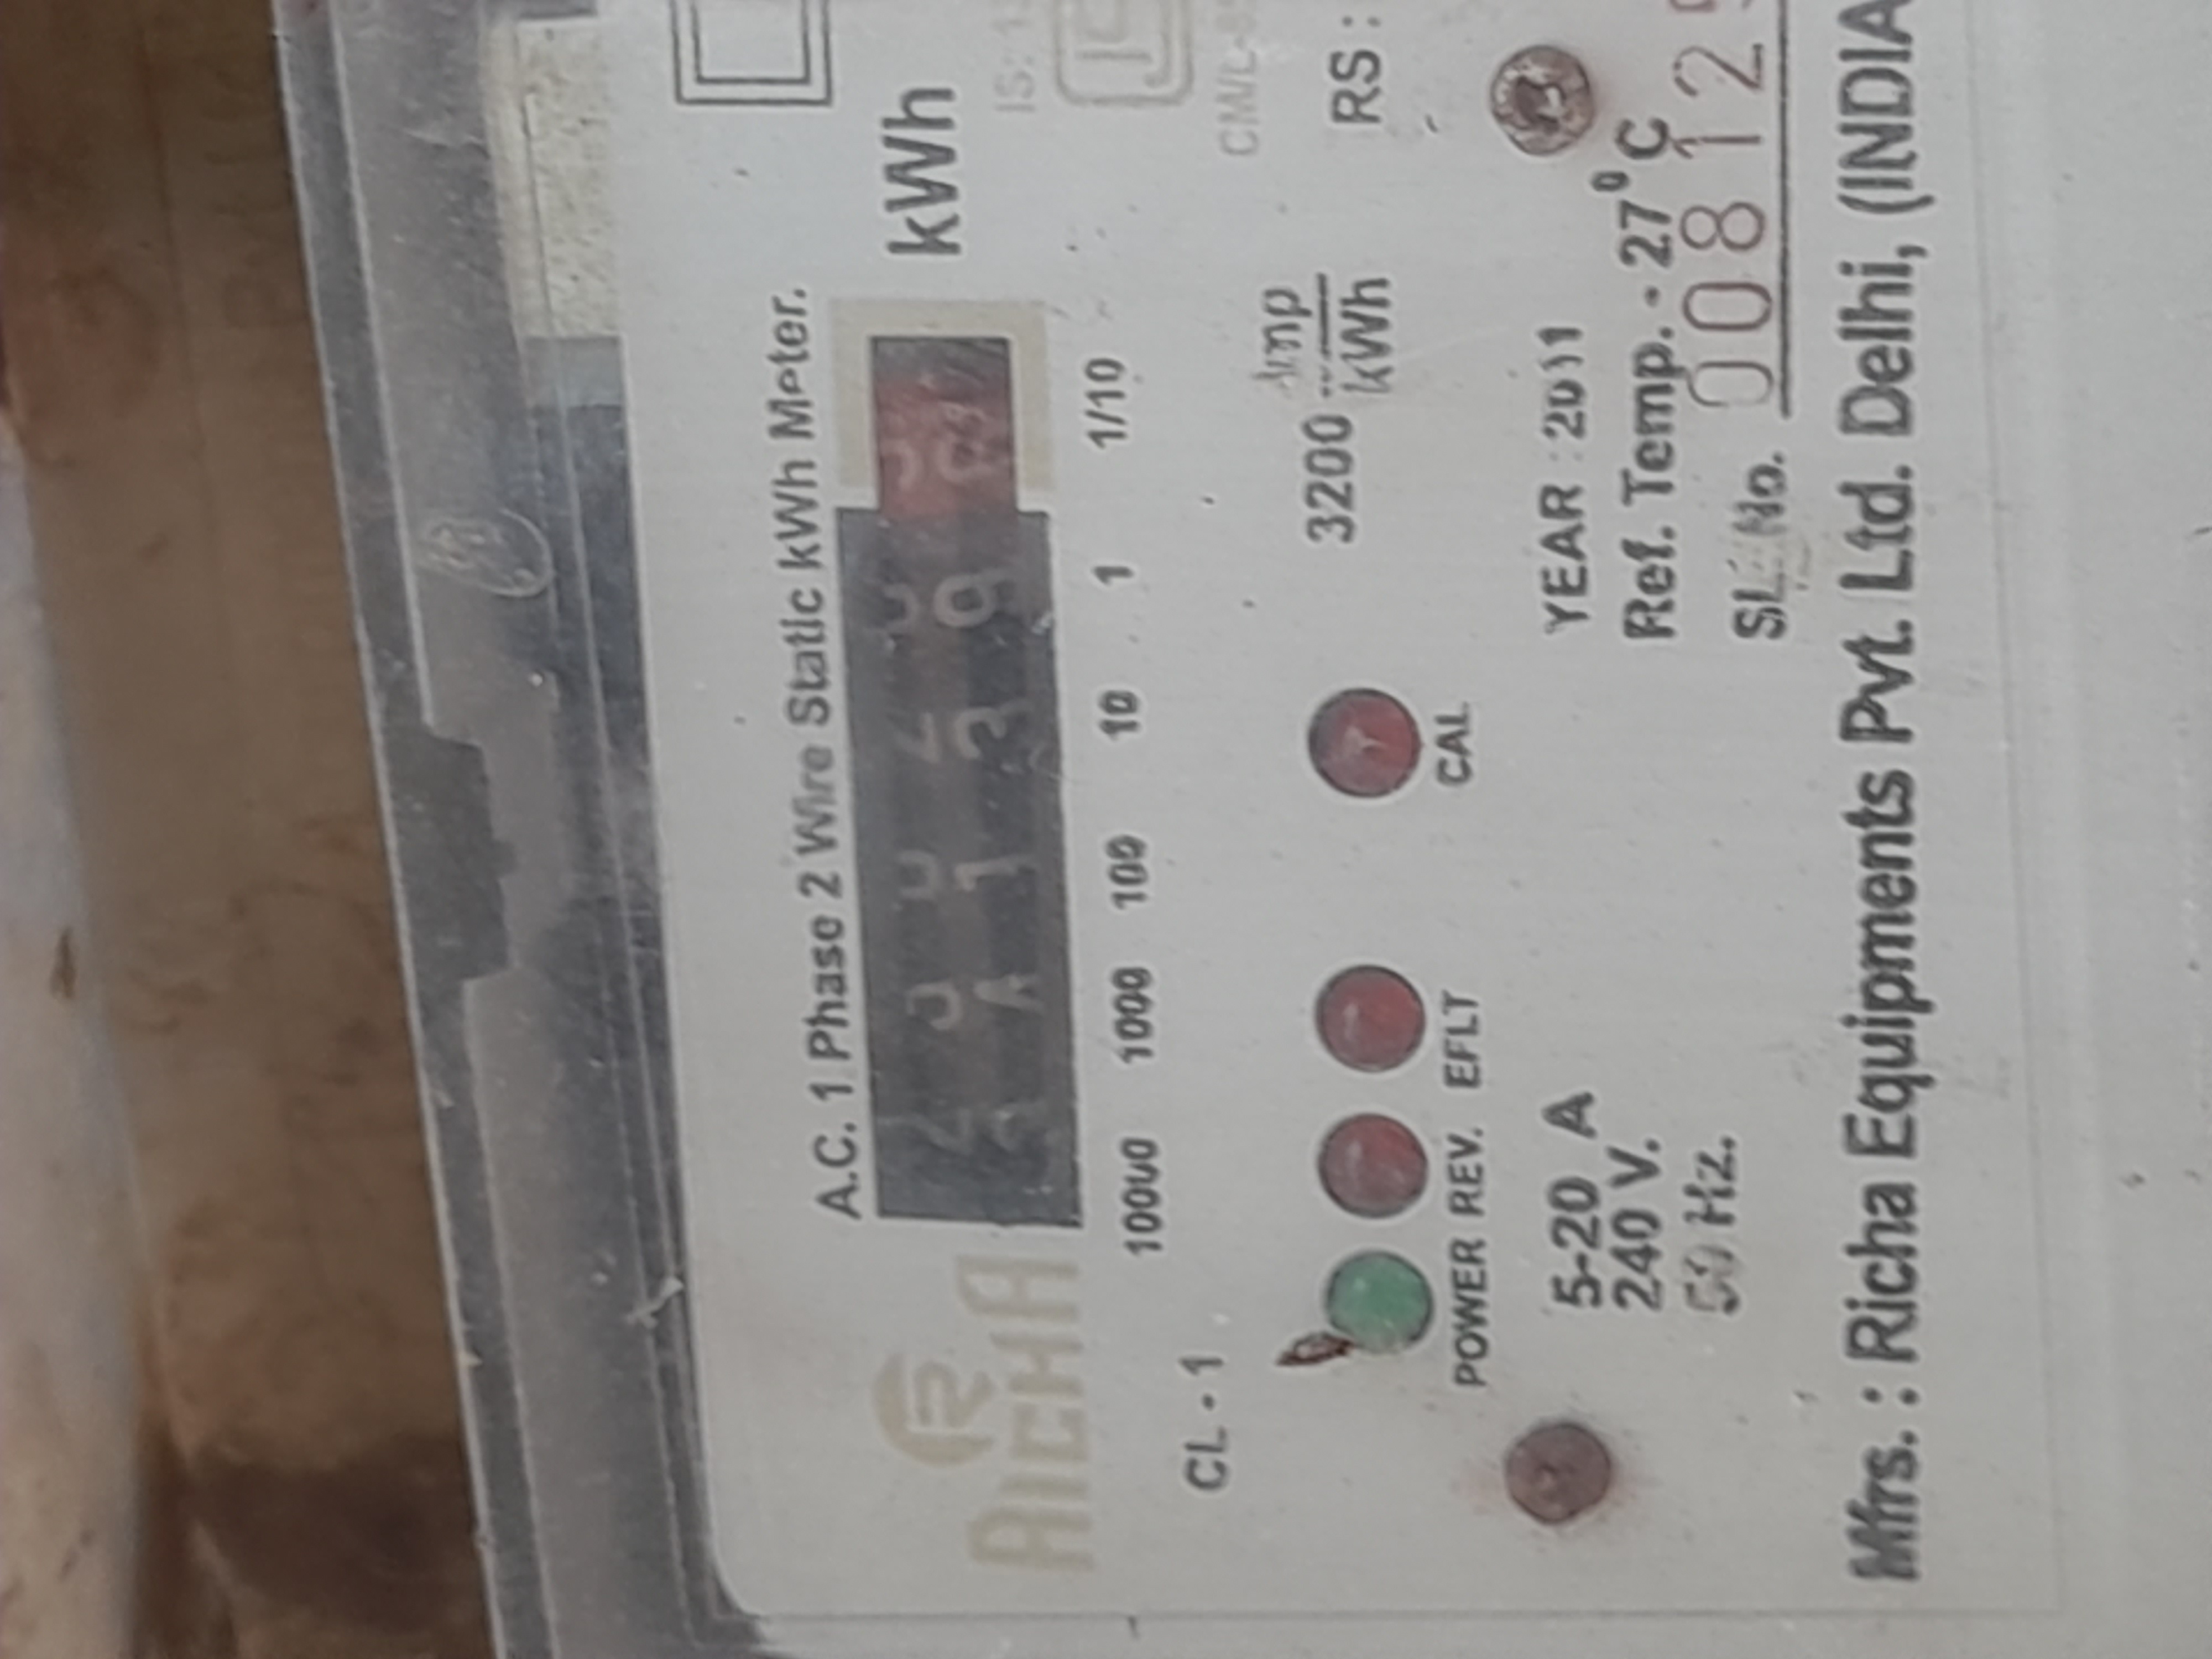 A.C. 1 Phase 2 Wire Static kWh Meter.
kWh
RICHA
10000 1000 100 10 1 1/10
CL - 1
3200 Imp
kWh
RS :
POWER REV. EFLT CAL
5-20 A
240 V.
50 Hz.
YEAR : 2011
Ref. Temp. - 27°C
SL. No. 00812
Mfrs. : Richa Equipments Pvt. Ltd. Delhi, (INDIA